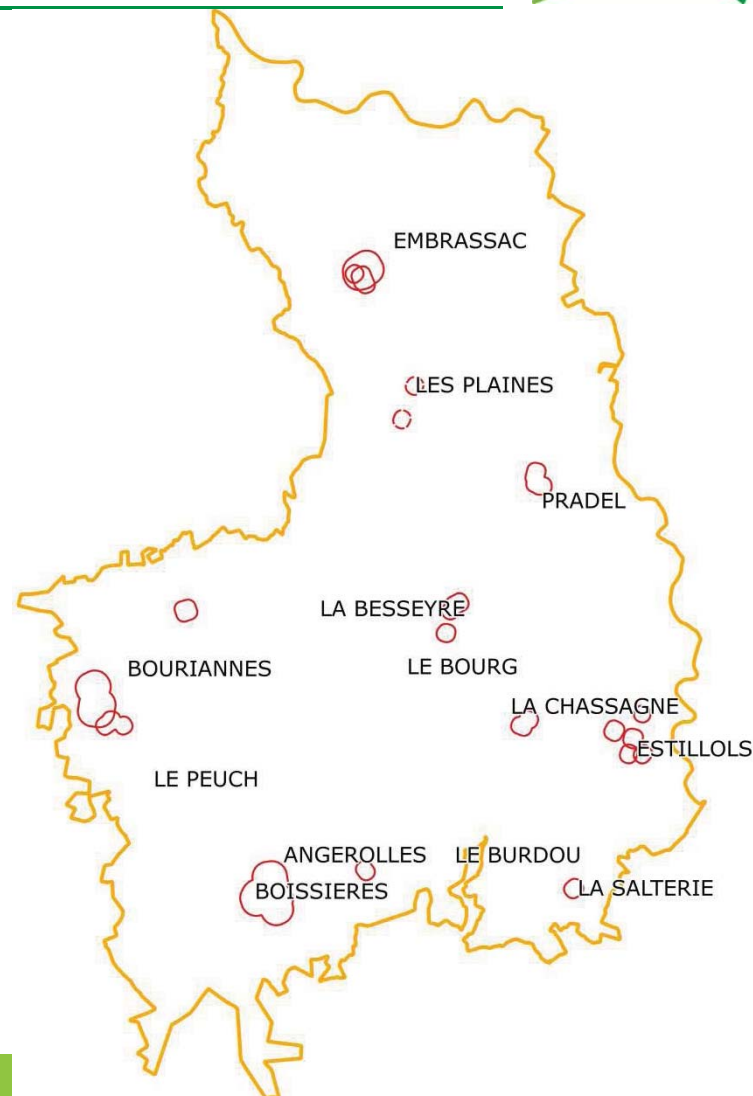 EMBRASSAC
LES PLAINES
PRADEL
LA BESSEYRE
BOURIANNES
LE BOURG
LA CHASSAGNE
ESTILLOLS
LE PEUCH
ANGEROLLES
LE BURDOU
BOISSIERES
LA SALTERIE